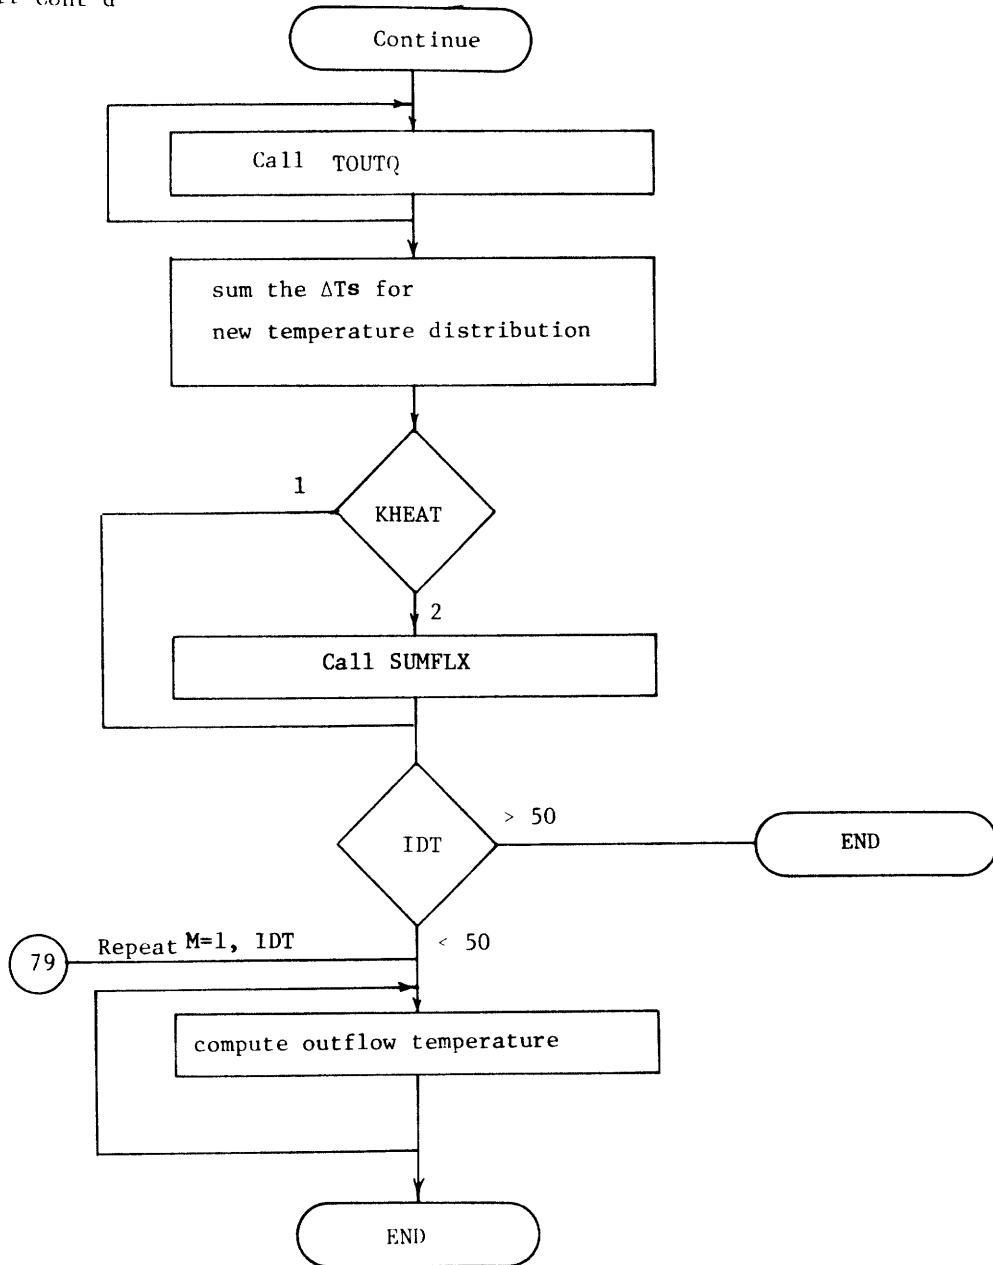 cont'd
Continue
Call TOUTQ
sum the ΔTs for
new temperature distribution
1
KHEAT
2
Call SUMFLX
> 50
IDT
END
< 50
79
Repeat M=1, IDT
compute outflow temperature
END